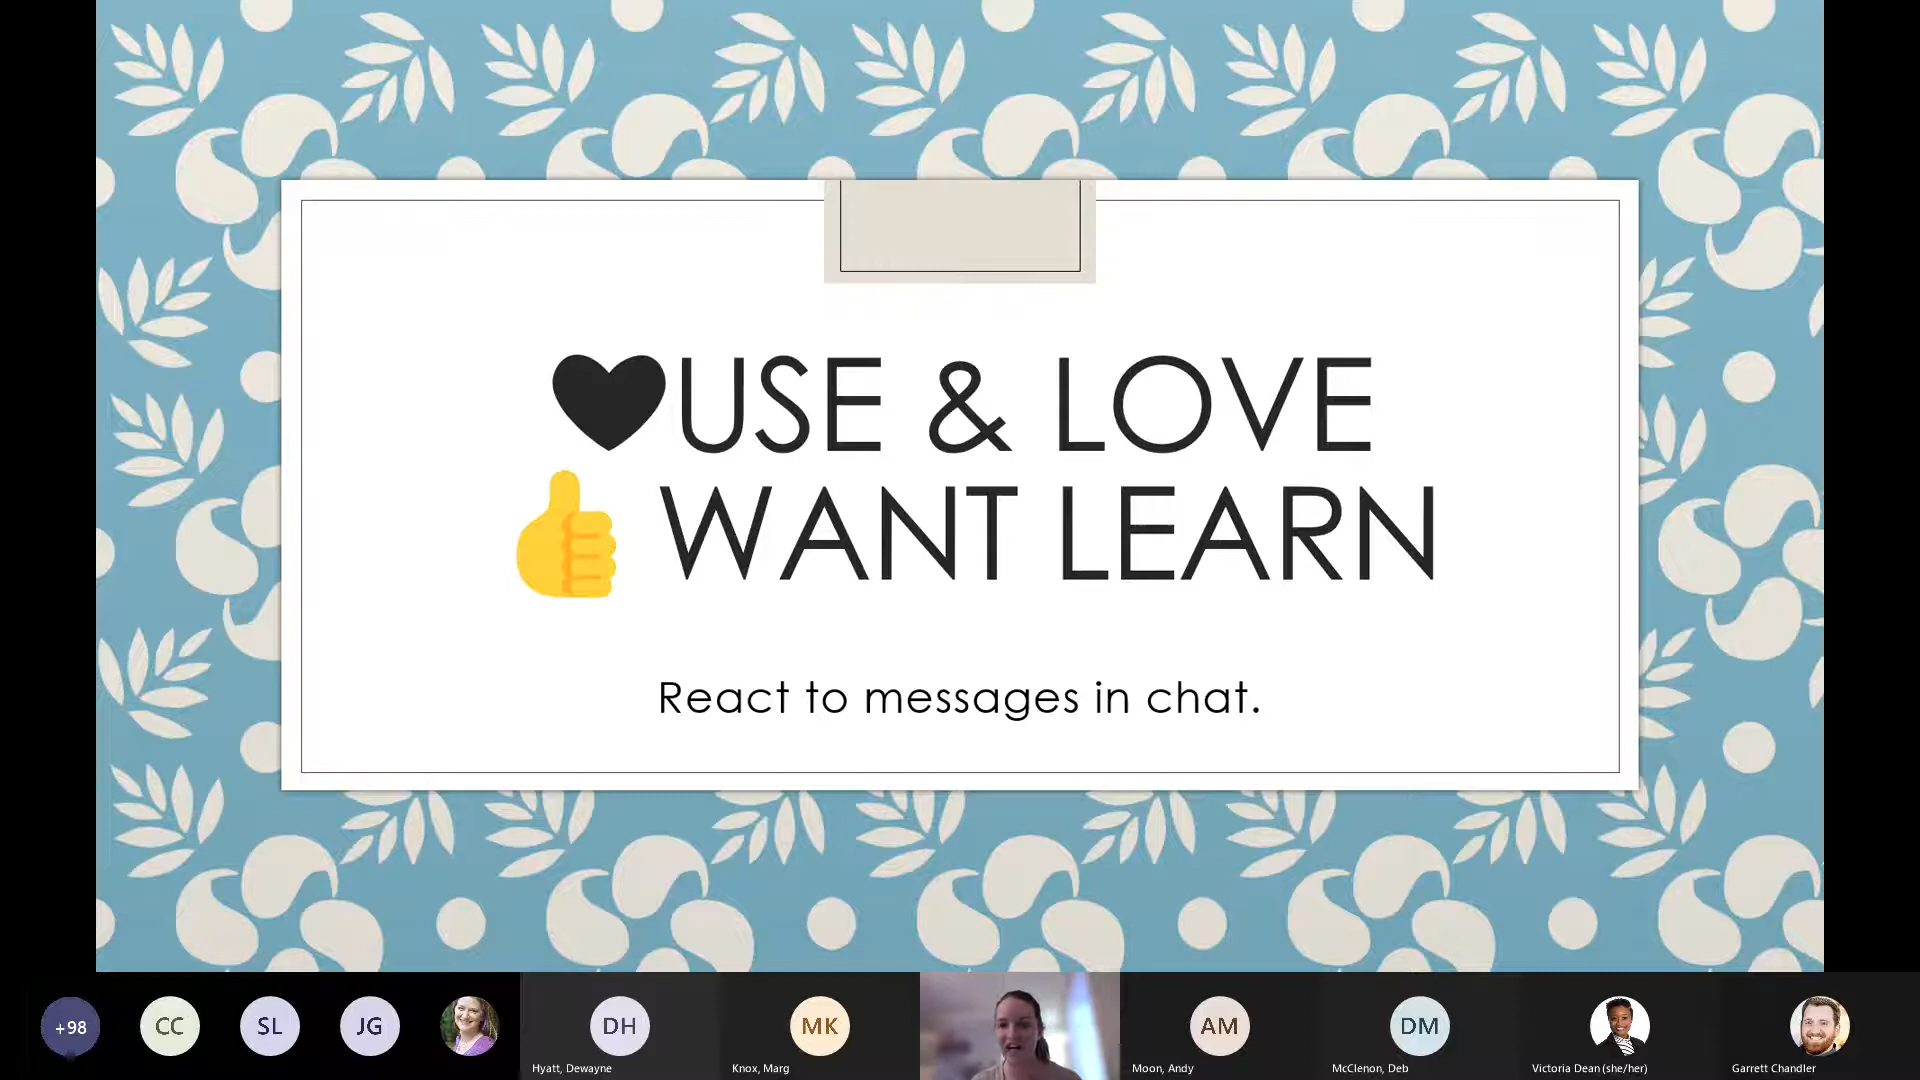 🖤USE & LOVE
👍 WANT LEARN
React to messages in chat.
+98
CC
SL
JG
DH
MK
AM
DM
Hyatt, Dewayne
Knox, Marg
Moon, Andy
McClenon, Deb
Victoria Dean (she/her)
Garrett Chandler